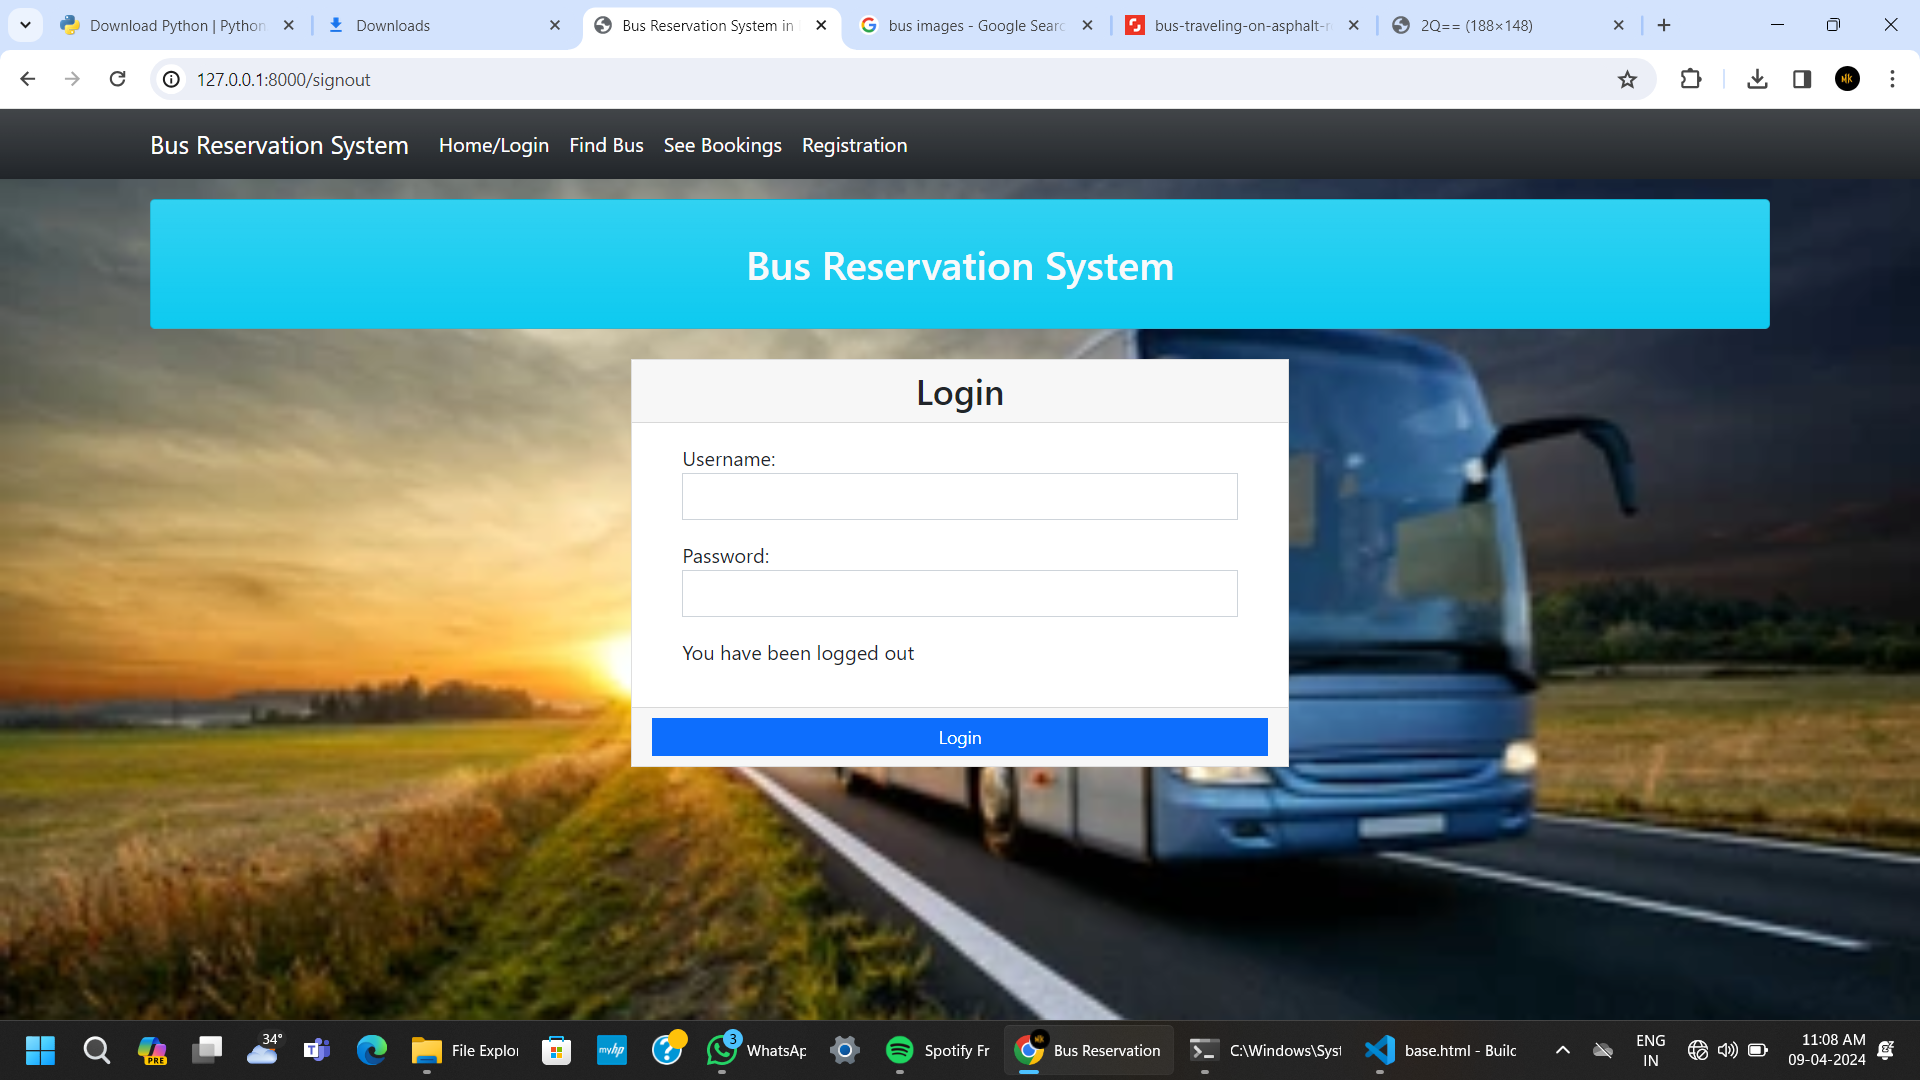 Download Python | Python
Downloads
Bus Reservation System in
bus images - Google Searc
bus-traveling-on-asphalt-r
2Q== (188×148)
127.0.0.1:8000/signout
Bus Reservation System Home/Login Find Bus See Bookings Registration
Bus Reservation System
Login
Username:
Password:
You have been logged out
Login
PRE
34°
myhp
File Explor
3
WhatsAp
Spotify Fr
Bus Reservation
C:\Windows\Syst
base.html - Builc
ENG
IN
11:08 AM
09-04-2024